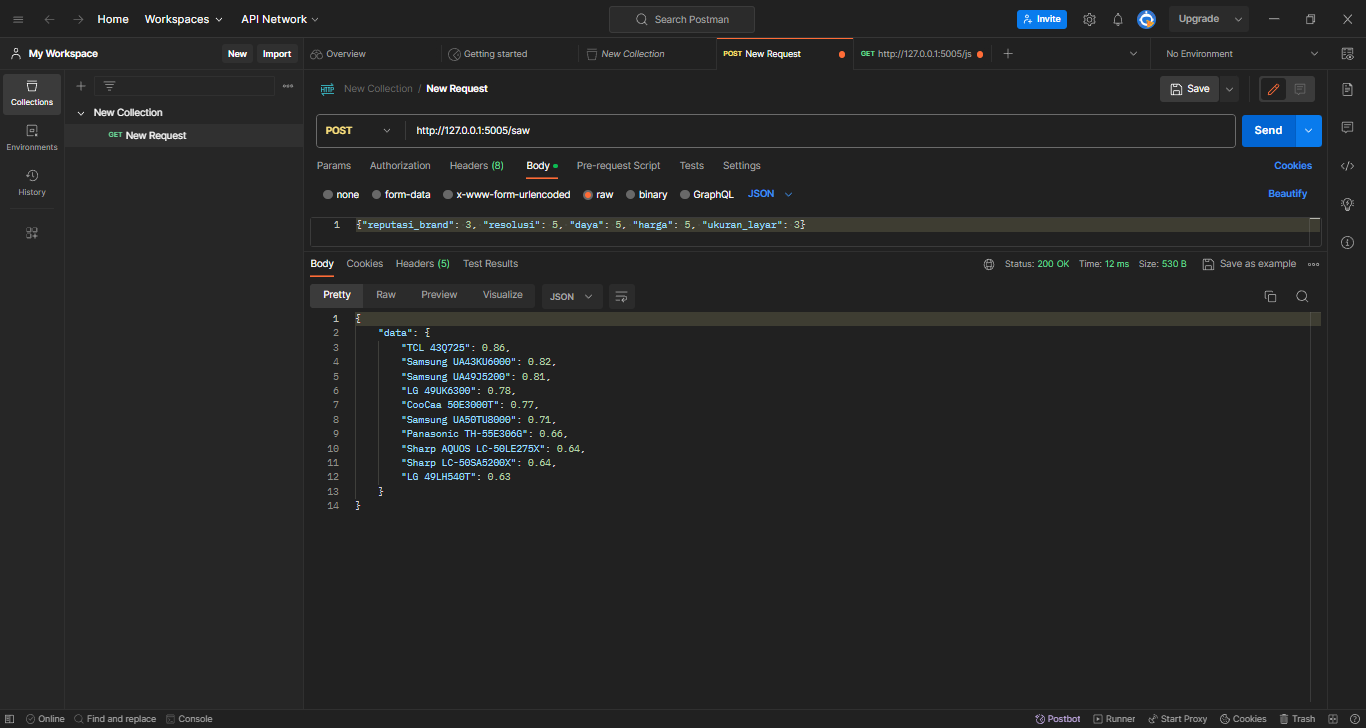 Home Workspaces API Network Search Postman Invite Upgrade
My Workspace New Import Overview Getting started New Collection POST New Request GET http://127.0.0.1:5005/js No Environment
Collections
Environments
History
New Collection
GET New Request
HTTP New Collection / New Request Save
POST http://127.0.0.1:5005/saw Send
Params Authorization Headers (8) Body Pre-request Script Tests Settings Cookies
none form-data x-www-form-urlencoded raw binary GraphQL JSON Beautify
1 {"reputasi_brand": 3, "resolusi": 5, "daya": 5, "harga": 5, "ukuran_layar": 3}
Body Cookies Headers (5) Test Results Status: 200 OK Time: 12 ms Size: 530 B Save as example
Pretty Raw Preview Visualize JSON
1 {
2 "data": {
3 "TCL 43Q725": 0.86,
4 "Samsung UA43KU6000": 0.82,
5 "Samsung UA49J5200": 0.81,
6 "LG 49UK6300": 0.78,
7 "CooCaa 50E3000T": 0.77,
8 "Samsung UA50TU8000": 0.71,
9 "Panasonic TH-55E306G": 0.66,
10 "Sharp AQUOS LC-50LE275X": 0.64,
11 "Sharp LC-50SA5200X": 0.64,
12 "LG 49LH540T": 0.63
13 }
14 }
Online Find and replace Console Postbot Runner Start Proxy Cookies Trash